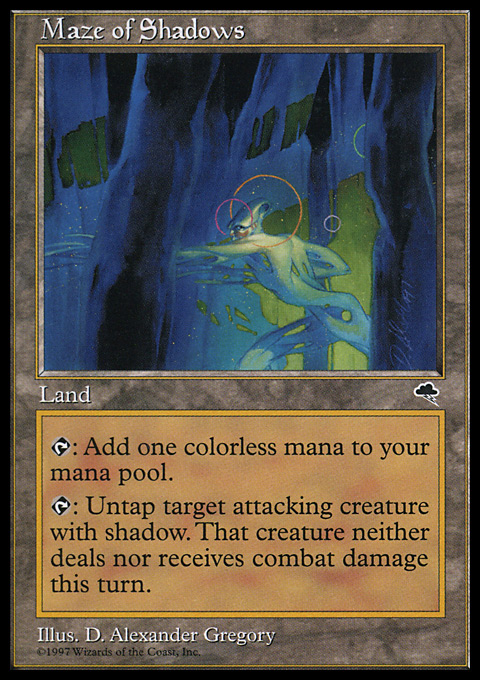 Maze of Shadows
Land
: Add one colorless mana to your
mana pool.
: Untap target attacking creature
with shadow. That creature neither
deals nor receives combat damage
this turn.
Illus. D. Alexander Gregory
©1997 Wizards of the Coast, Inc.